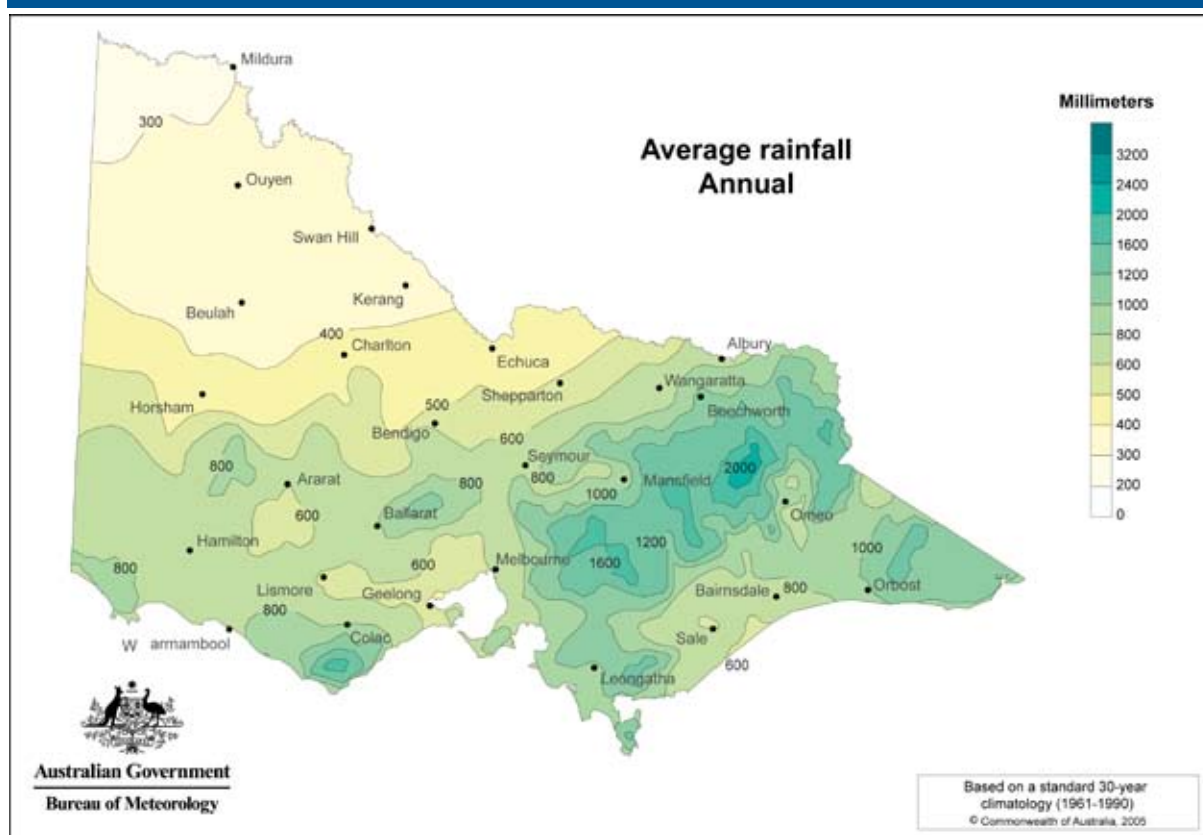 Average rainfall
Annual
Millimeters
3200
2400
2000
1600
1200
1000
800
600
500
400
300
200
0
Mildura
300
Ouyen
Swan Hill
Kerang
Beulah
400
Charlton
Echuca
Albury
Horsham
Shepparton
Wangaratta
Beechworth
500
Bendigo
600
Seymour
800
Ararat
800
800
1000
Mansfield
2000
600
Ballarat
Omeo
Hamilton
1200
1000
Melbourne
1600
600
800
Lismore
Geelong
Bairnsdale
800
Orbost
800
W armambool
Colac
Sale
600
Leongatha
Australian Government
Bureau of Meteorology
Based on a standard 30-year
climatology (1961-1990)
© Commonwealth of Australia, 2005